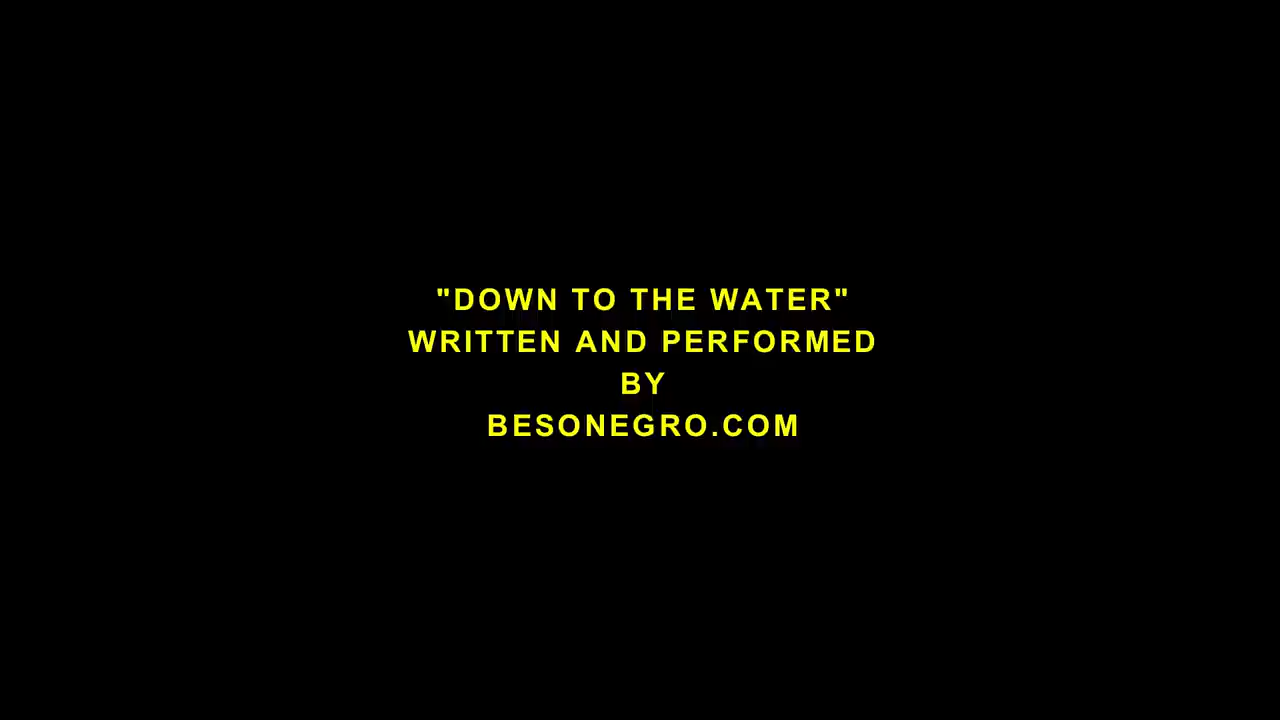 "DOWN TO THE WATER"
WRITTEN AND PERFORMED
BY
BESONEGRO.COM